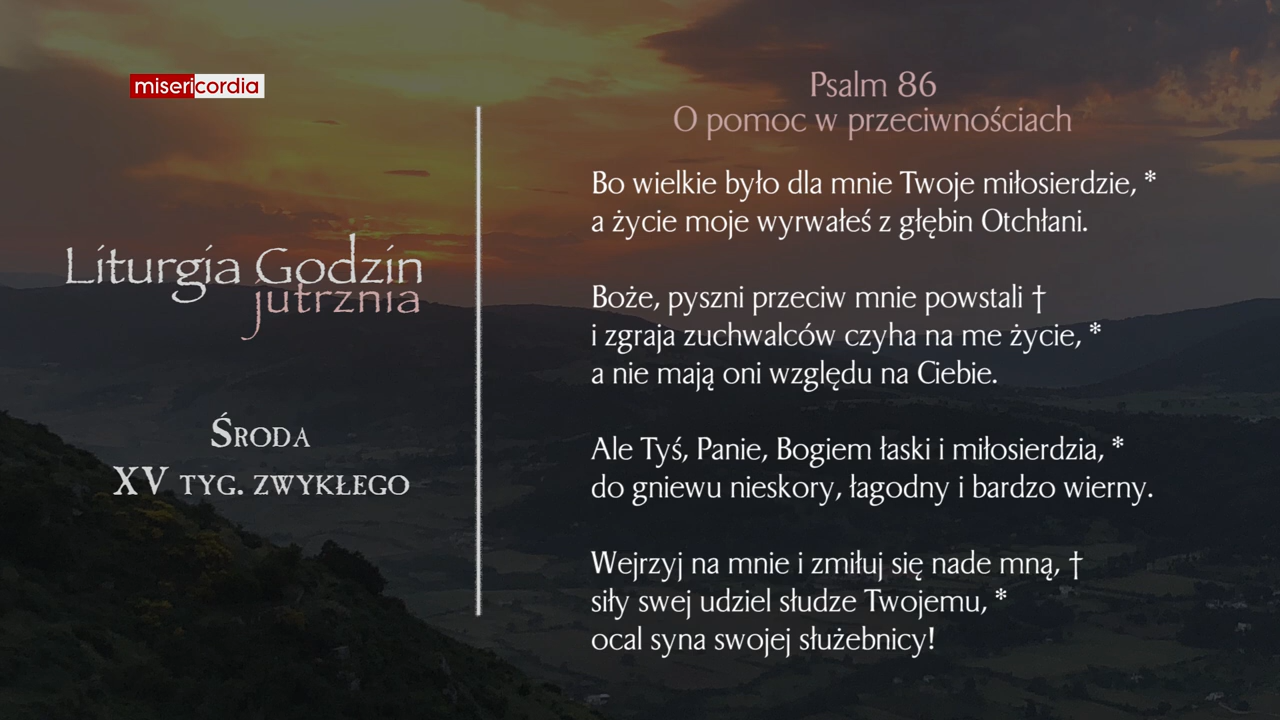 misericordia
Liturgia Godzin
jutrznia
Środa
XV tyg. zwykłego
Psalm 86
O pomoc w przeciwnościach
Bo wielkie było dla mnie Twoje miłosierdzie, *
a życie moje wyrwałeś z głębin Otchłani.
Boże, pyszni przeciw mnie powstali †
i zgraja zuchwalców czyha na me życie, *
a nie mają oni względu na Ciebie.
Ale Tyś, Panie, Bogiem łaski i miłosierdzia, *
do gniewu nieskory, łagodny i bardzo wierny.
Wejrzyj na mnie i zmiłuj się nade mną, †
siły swej udziel słudze Twojemu, *
ocal syna swojej służebnicy!